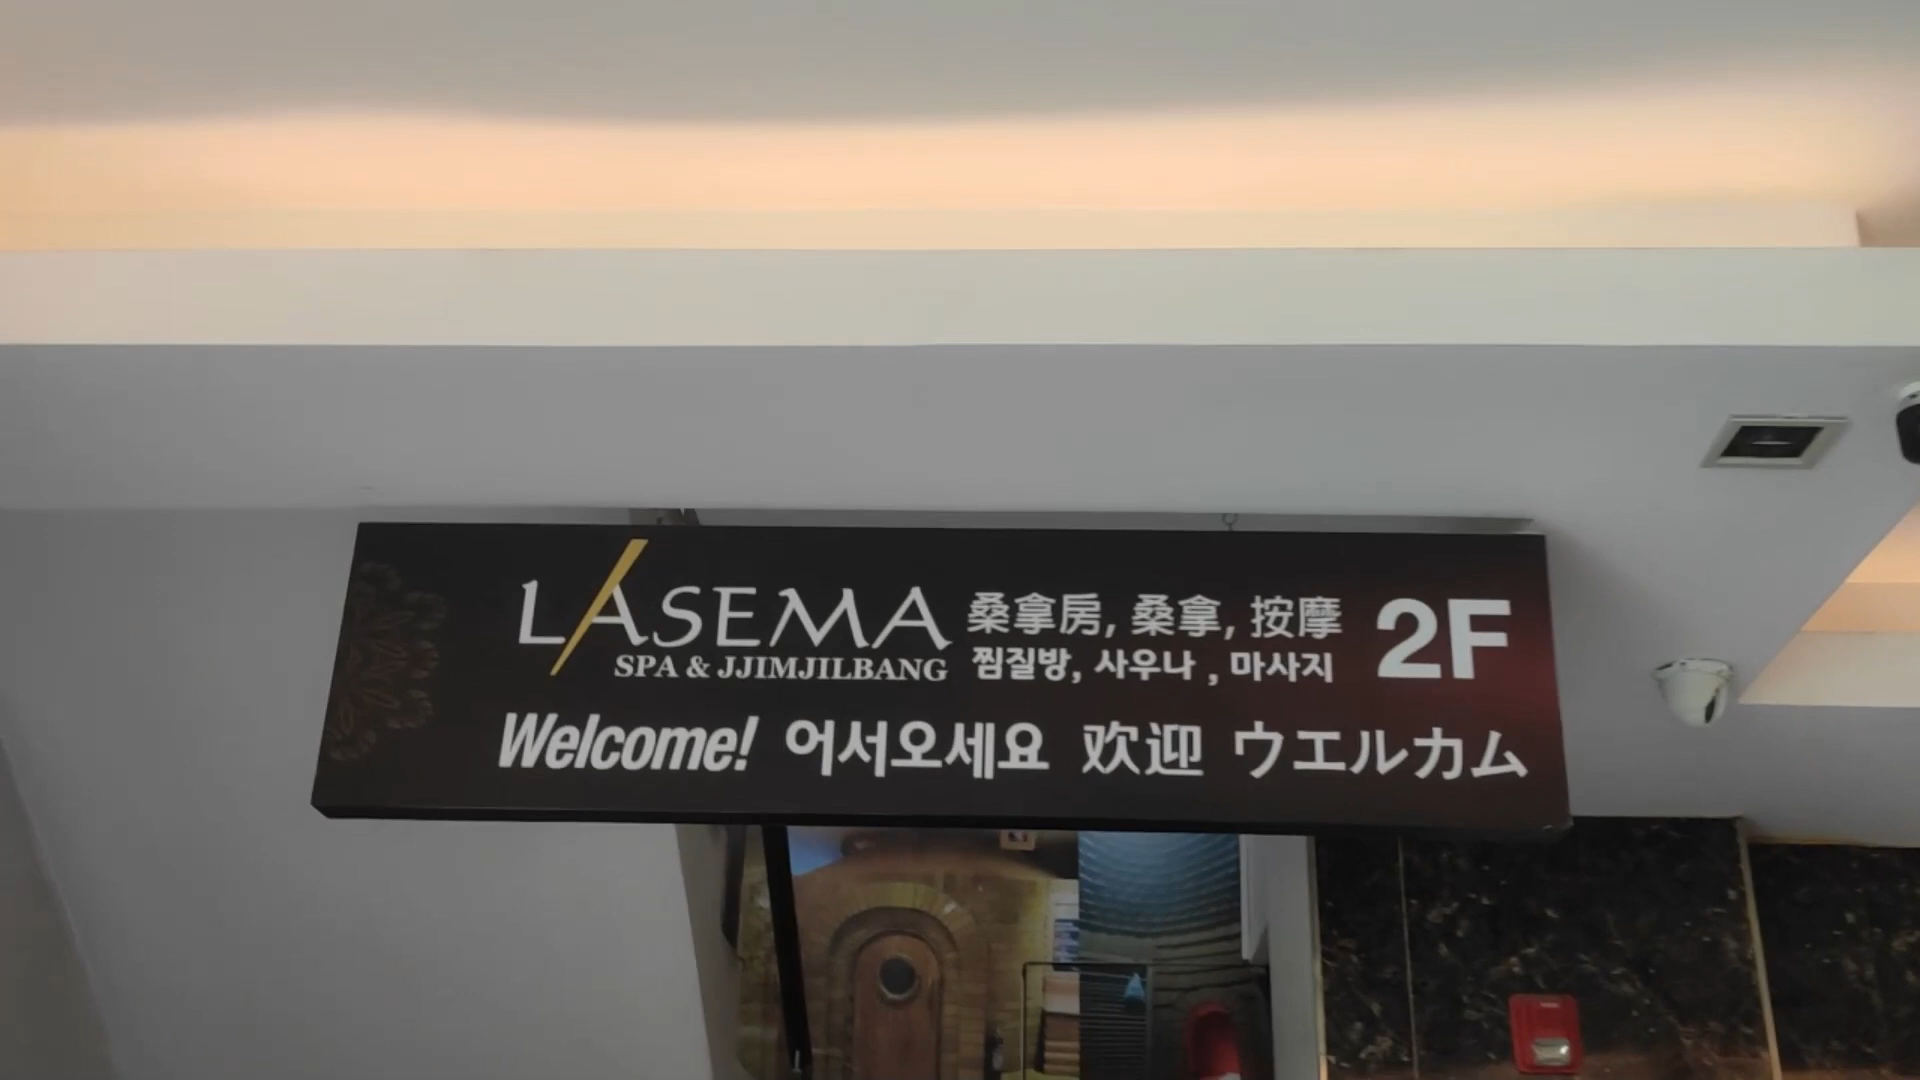 LASEMA
SPA & JJIMJILBANG
桑拿房, 桑拿, 按摩
찜질방, 사우나 , 마사지
2F
Welcome! 어서오세요 欢迎 ウエルカム